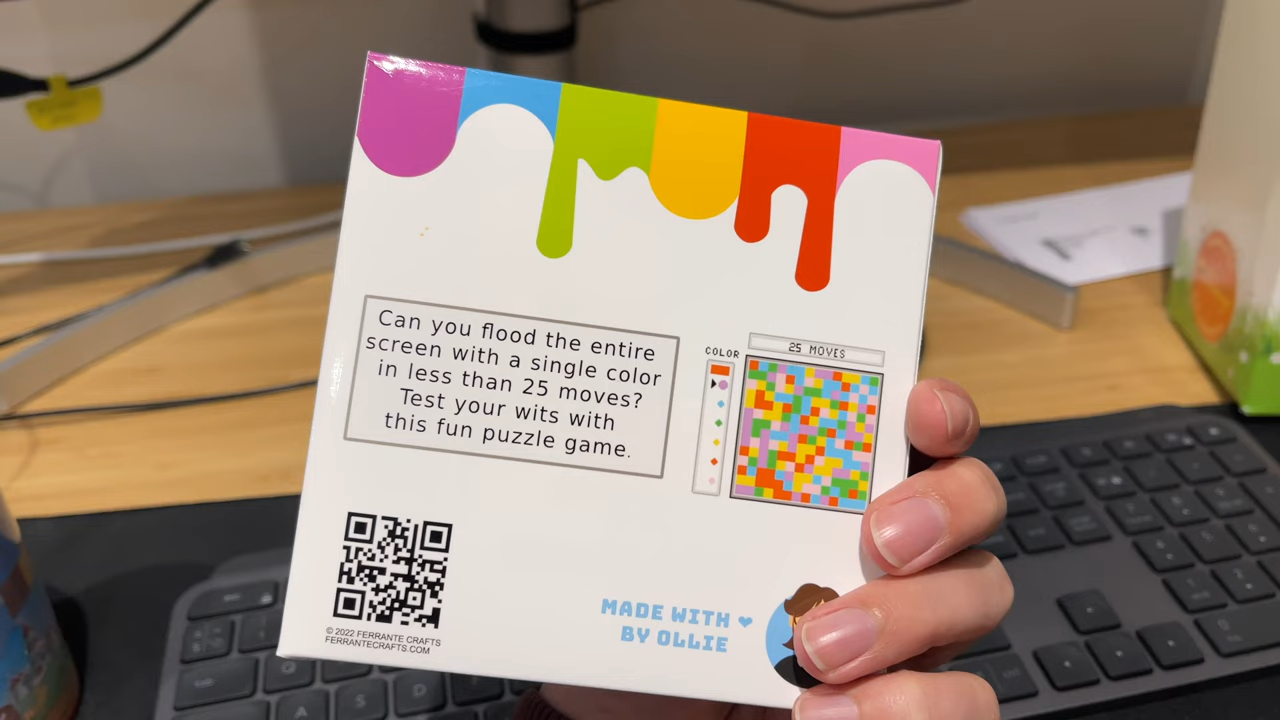 Can you flood the entire
screen with a single color
in less than 25 moves?
Test your wits with
this fun puzzle game.
COLOR
25 MOVES
MADE WITH ❤
BY OLLIE
© 2022 FERRANTE CRAFTS
FERRANTECRAFTS.COM
A
S
D